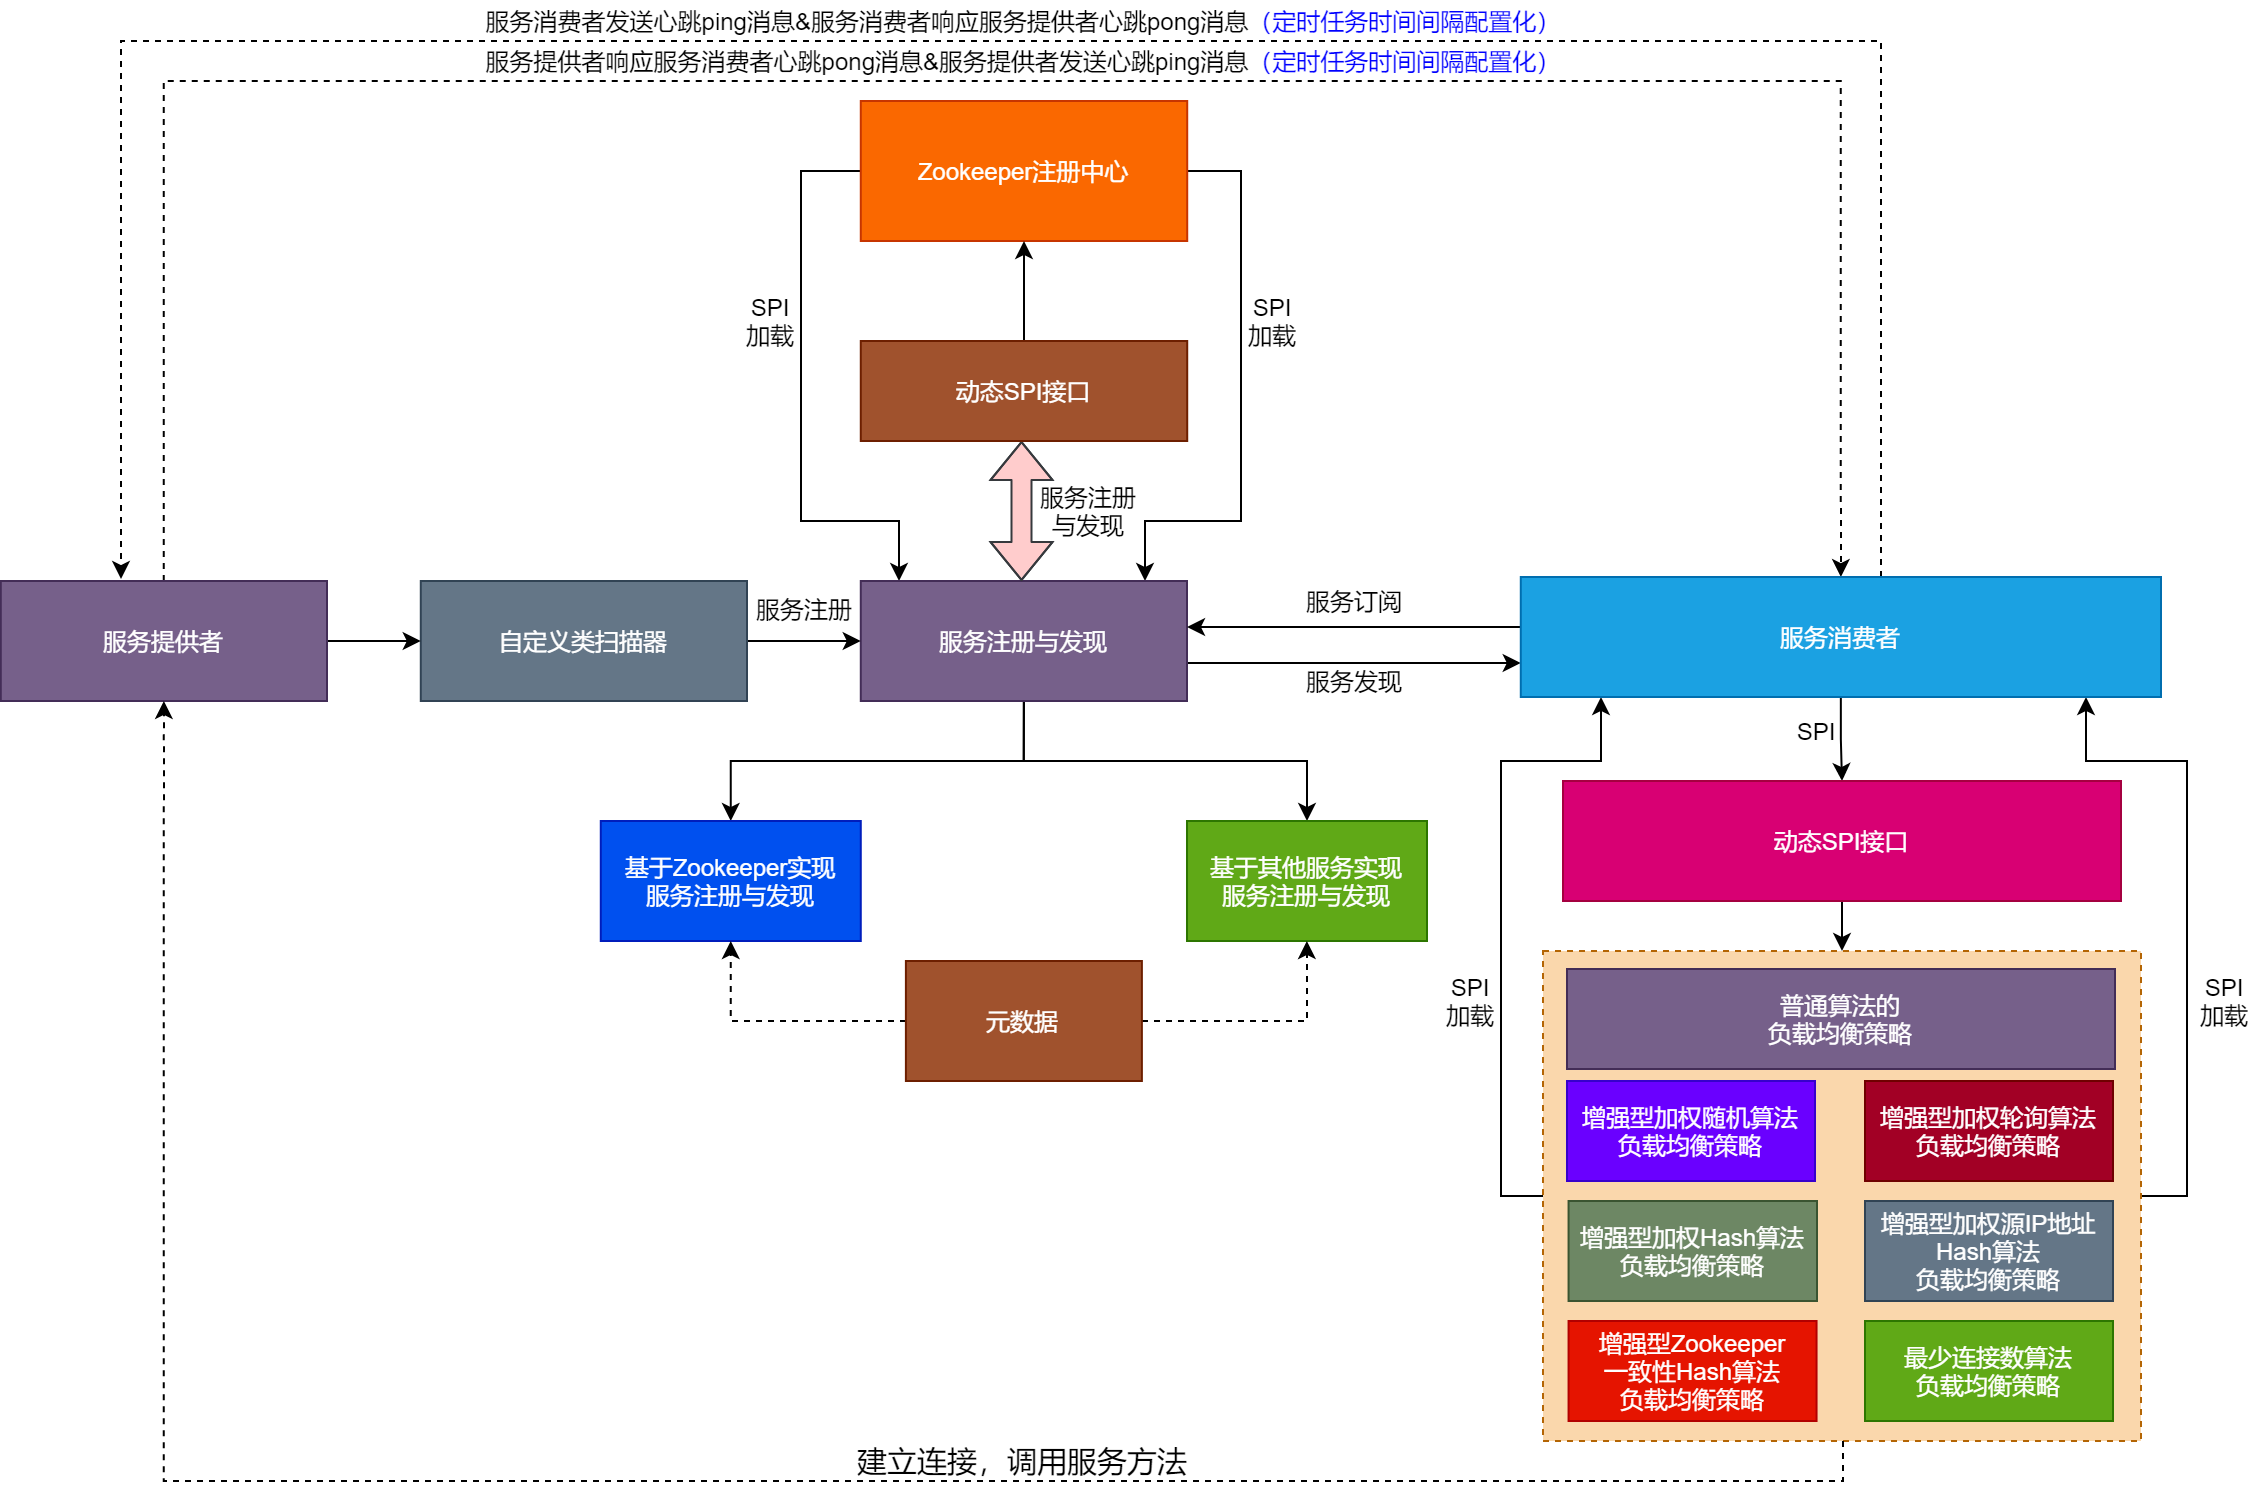 服务消费者发送心跳ping消息&服务消费者响应服务提供者心跳pong消息（定时任务时间间隔配置化）
服务提供者响应服务消费者心跳pong消息&服务提供者发送心跳ping消息（定时任务时间间隔配置化）
Zookeeper注册中心
SPI
加载
SPI
加载
动态SPI接口
服务注册
与发现
服务提供者
自定义类扫描器
服务注册
服务注册与发现
服务订阅
服务发现
服务消费者
SPI
动态SPI接口
基于Zookeeper实现
服务注册与发现
基于其他服务实现
服务注册与发现
元数据
SPI
加载
SPI
加载
普通算法的
负载均衡策略
增强型加权随机算法
负载均衡策略
增强型加权轮询算法
负载均衡策略
增强型加权Hash算法
负载均衡策略
增强型加权源IP地址
Hash算法
负载均衡策略
增强型Zookeeper
一致性Hash算法
负载均衡策略
最少连接数算法
负载均衡策略
建立连接，调用服务方法